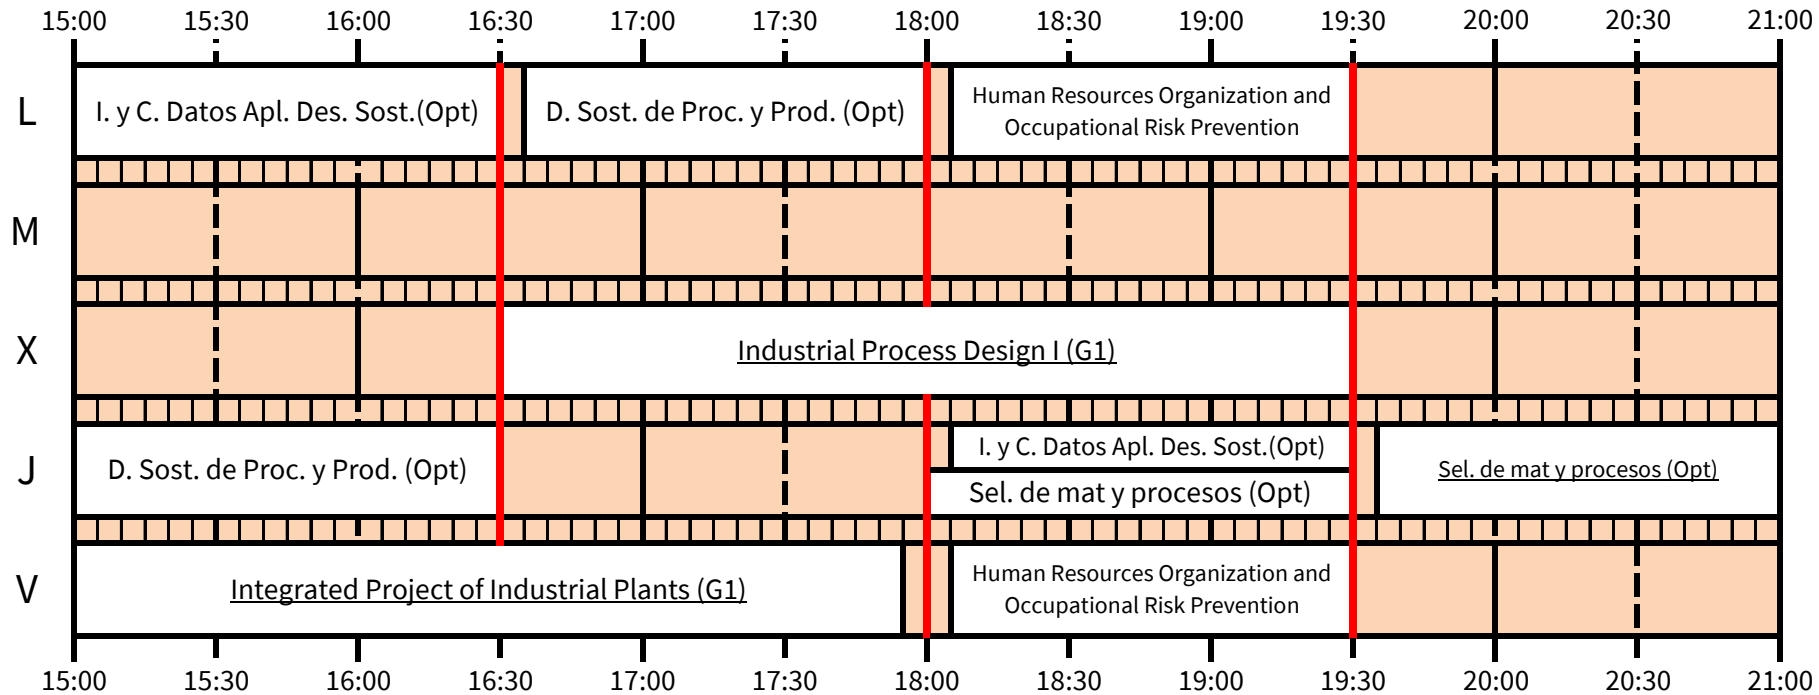 15:00 15:30 16:00 16:30 17:00 17:30 18:00 18:30 19:00 19:30 20:00 20:30 21:00
L
I. y C. Datos Apl. Des. Sost.(Opt)
D. Sost. de Proc. y Prod. (Opt)
Human Resources Organization and
Occupational Risk Prevention
M
X
Industrial Process Design I (G1)
J
D. Sost. de Proc. y Prod. (Opt)
I. y C. Datos Apl. Des. Sost.(Opt)
Sel. de mat y procesos (Opt)
Sel. de mat y procesos (Opt)
V
Integrated Project of Industrial Plants (G1)
Human Resources Organization and
Occupational Risk Prevention
15:00 15:30 16:00 16:30 17:00 17:30 18:00 18:30 19:00 19:30 20:00 20:30 21:00